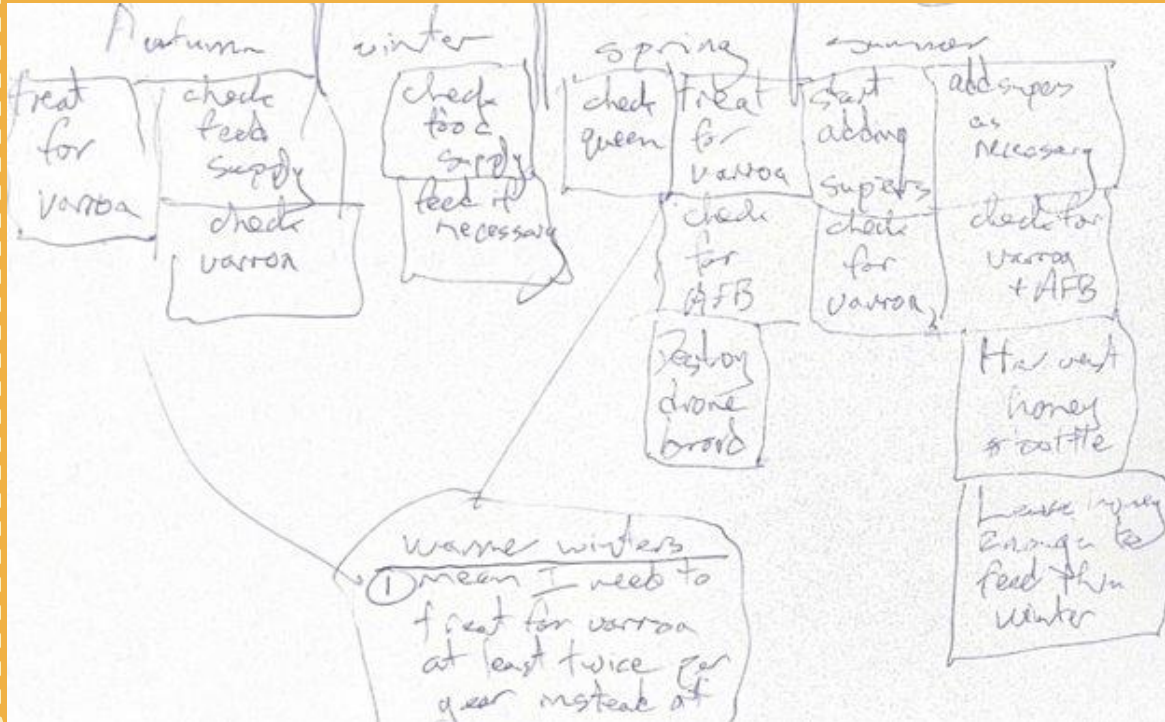 Autumn
treat
for
varroa
check
feed
supply
check
varroa
winter
check
food
supply
feed if
necessary
spring
check
queen
treat
for
varroa
check
for
AFB
Destroy
drone
brood
summer
start
adding
supers
check
for
varroa
add supers
as
necessary
check for
varroa
+ AFB
Harvest
honey
& bottle
Leave honey
enough to
feed thru
winter
warmer winters
① mean I need to
treat for varroa
at least twice per
year instead of